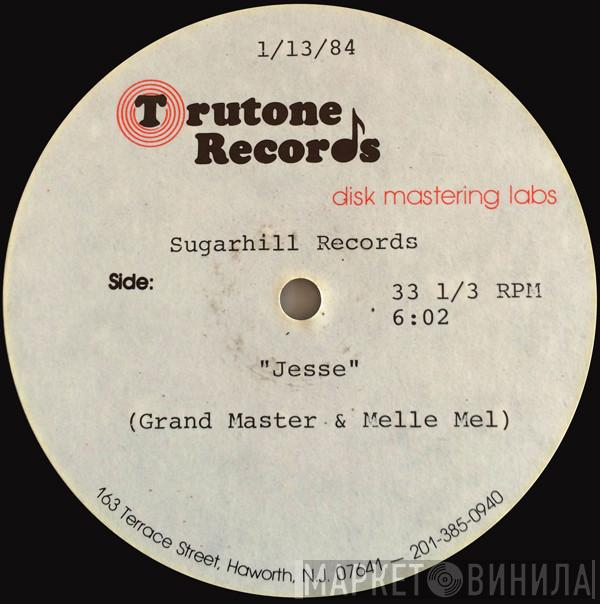 1/13/84
Trutone
Records
disk mastering labs
Sugarhill Records
Side:
33 1/3 RPM
6:02
"Jesse"
(Grand Master & Melle Mel)
163 Terrace Street, Haworth, N.J. 07641 — 201-385-0940
МАРКЕТ ВИНИЛА